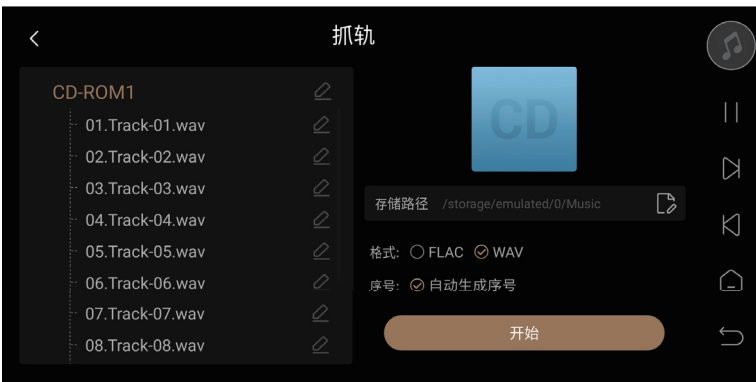 抓轨
CD-ROM1
01.Track-01.wav
02.Track-02.wav
03.Track-03.wav
04.Track-04.wav
05.Track-05.wav
06.Track-06.wav
07.Track-07.wav
08.Track-08.wav
CD
存储路径 /storage/emulated/0/Music
格式: FLAC WAV
序号: 自动生成序号
开始